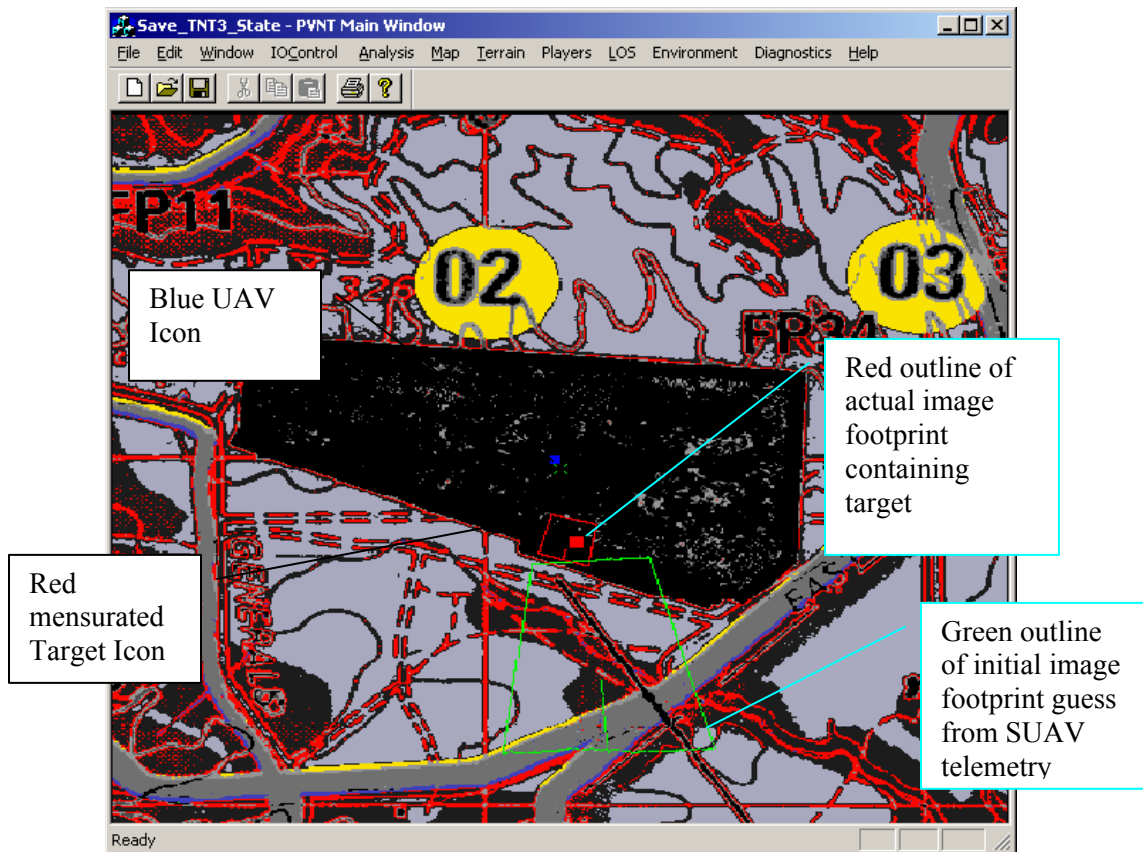 Save_TNT3_State - PVNT Main Window
File Edit Window IOControl Analysis Map Terrain Players LOS Environment Diagnostics Help
FP11
02
03
326
FP34
Blue UAV
Icon
Red outline of
actual image
footprint
containing
target
Red
mensurated
Target Icon
Green outline
of initial image
footprint guess
from SUAV
telemetry
Ready